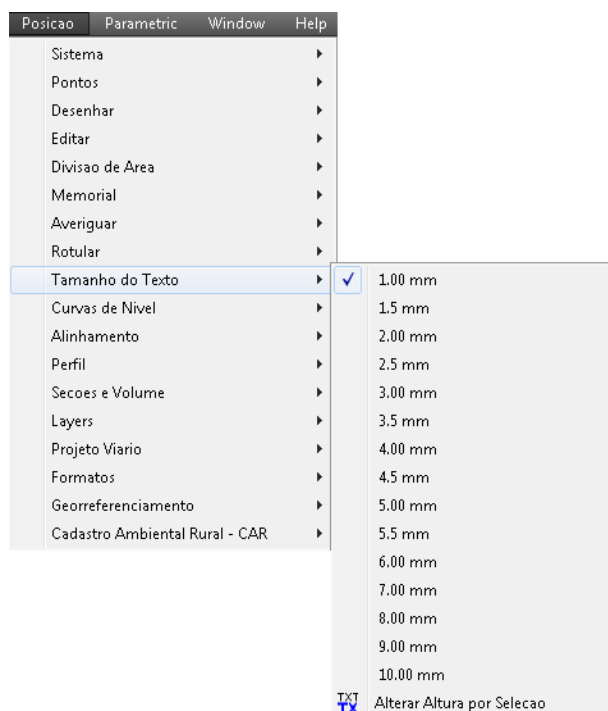 Posicao Parametric Window Help
Sistema
Pontos
Desenhar
Editar
Divisao de Area
Memorial
Averiguar
Rotular
Tamanho do Texto
Curvas de Nivel
Alinhamento
Perfil
Secoes e Volume
Layers
Projeto Viario
Formatos
Georreferenciamento
Cadastro Ambiental Rural - CAR
1.00 mm
1.5 mm
2.00 mm
2.5 mm
3.00 mm
3.5 mm
4.00 mm
4.5 mm
5.00 mm
5.5 mm
6.00 mm
7.00 mm
8.00 mm
9.00 mm
10.00 mm
TXT
TX Alterar Altura por Selecao